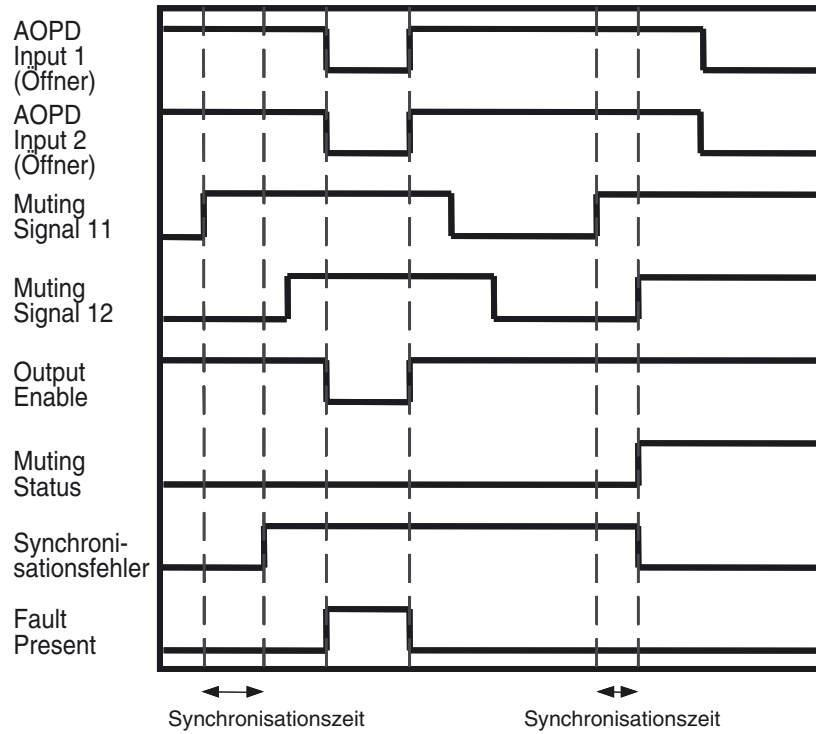 AOPD
Input 1
(Öffner)
AOPD
Input 2
(Öffner)
Muting
Signal 11
Muting
Signal 12
Output
Enable
Muting
Status
Synchroni-
sationsfehler
Fault
Present
Synchronisationszeit
Synchronisationszeit